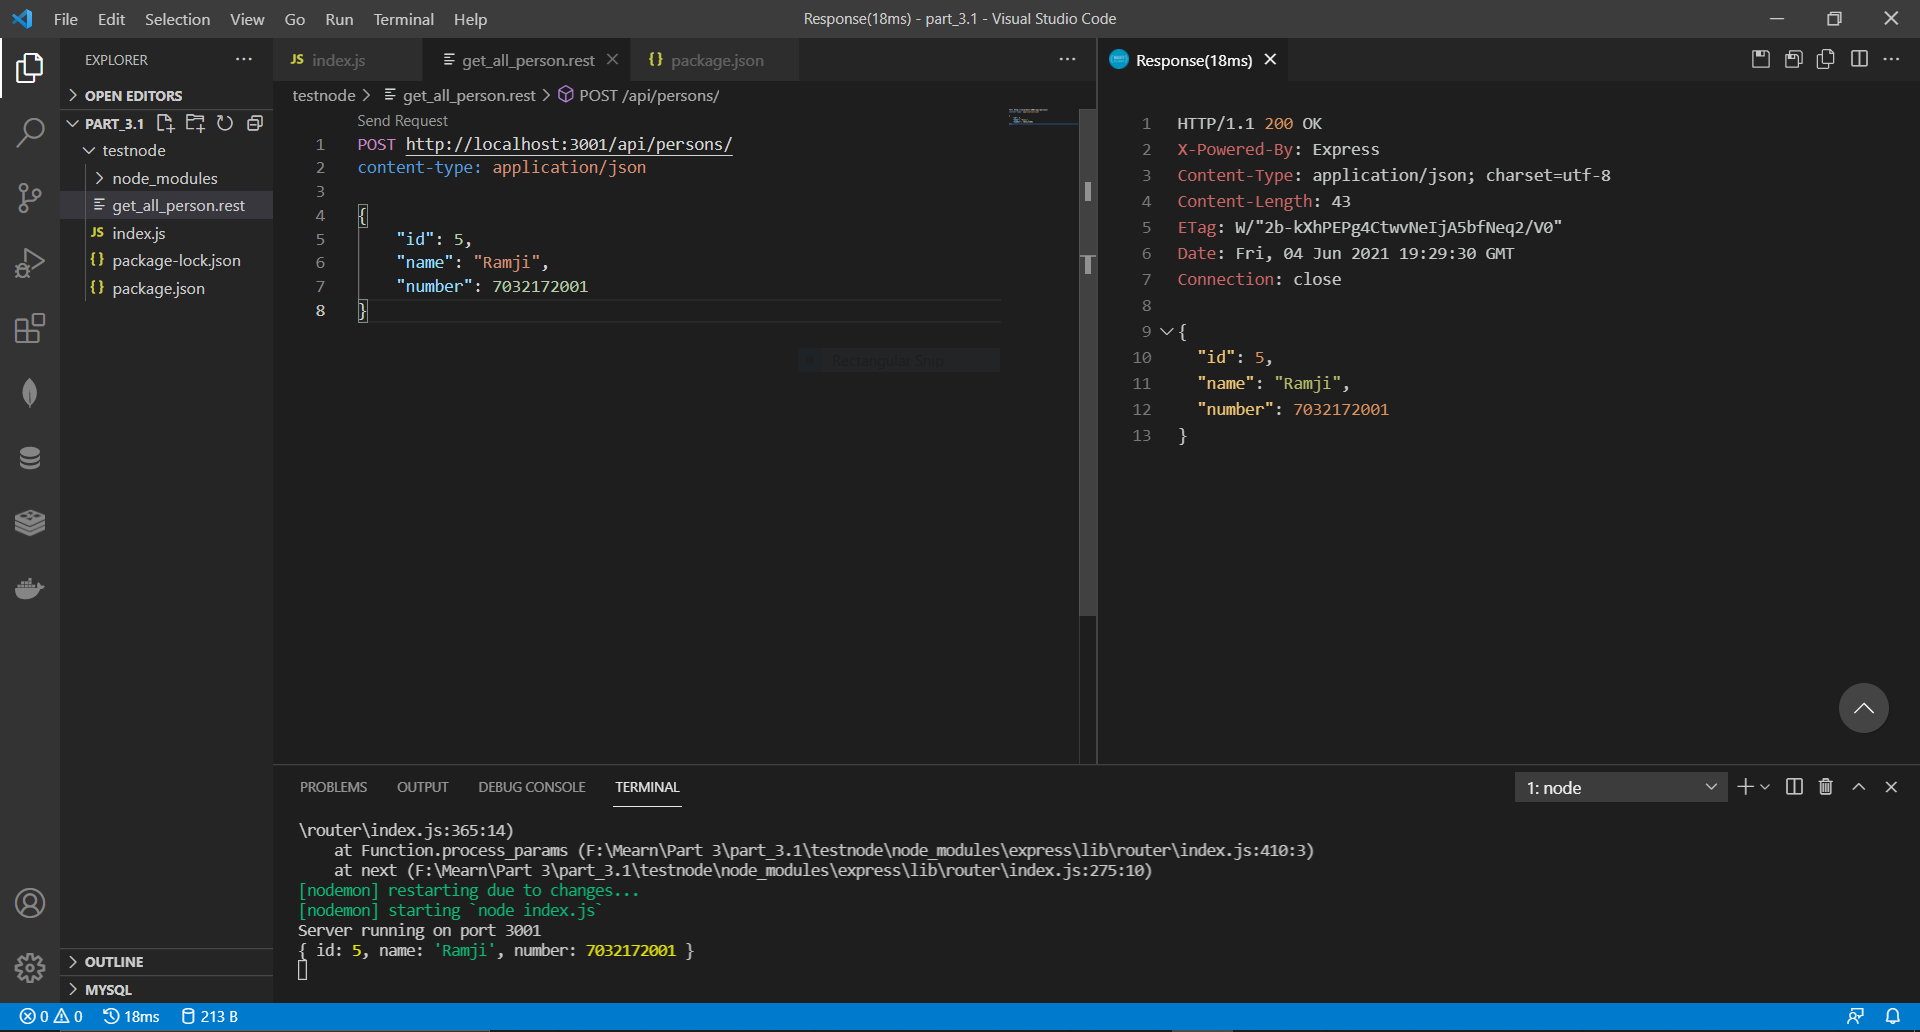 File Edit Selection View Go Run Terminal Help
Response(18ms) - part_3.1 - Visual Studio Code
EXPLORER
OPEN EDITORS
PART_3.1
testnode
node_modules
get_all_person.rest
JS index.js
{} package-lock.json
{} package.json
OUTLINE
MYSQL
JS index.js
get_all_person.rest
{} package.json
testnode > get_all_person.rest > POST /api/persons/
Send Request
1 POST http://localhost:3001/api/persons/
2 content-type: application/json
3
4 {
5 "id": 5,
6 "name": "Ramji",
7 "number": 7032172001
8 }
Rectangular Snip
Response(18ms)
1 HTTP/1.1 200 OK
2 X-Powered-By: Express
3 Content-Type: application/json; charset=utf-8
4 Content-Length: 43
5 ETag: W/"2b-kXhPEPg4CtwvNeIjA5bfNeq2/V0"
6 Date: Fri, 04 Jun 2021 19:29:30 GMT
7 Connection: close
8
9 {
10 "id": 5,
11 "name": "Ramji",
12 "number": 7032172001
13 }
PROBLEMS OUTPUT DEBUG CONSOLE TERMINAL
1: node
\router\index.js:365:14)
at Function.process_params (F:\Mearn\Part 3\part_3.1\testnode\node_modules\express\lib\router\index.js:410:3)
at next (F:\Mearn\Part 3\part_3.1\testnode\node_modules\express\lib\router\index.js:275:10)
[nodemon] restarting due to changes...
[nodemon] starting `node index.js`
Server running on port 3001
{ id: 5, name: 'Ramji', number: 7032172001 }
0 0 18ms 213 B